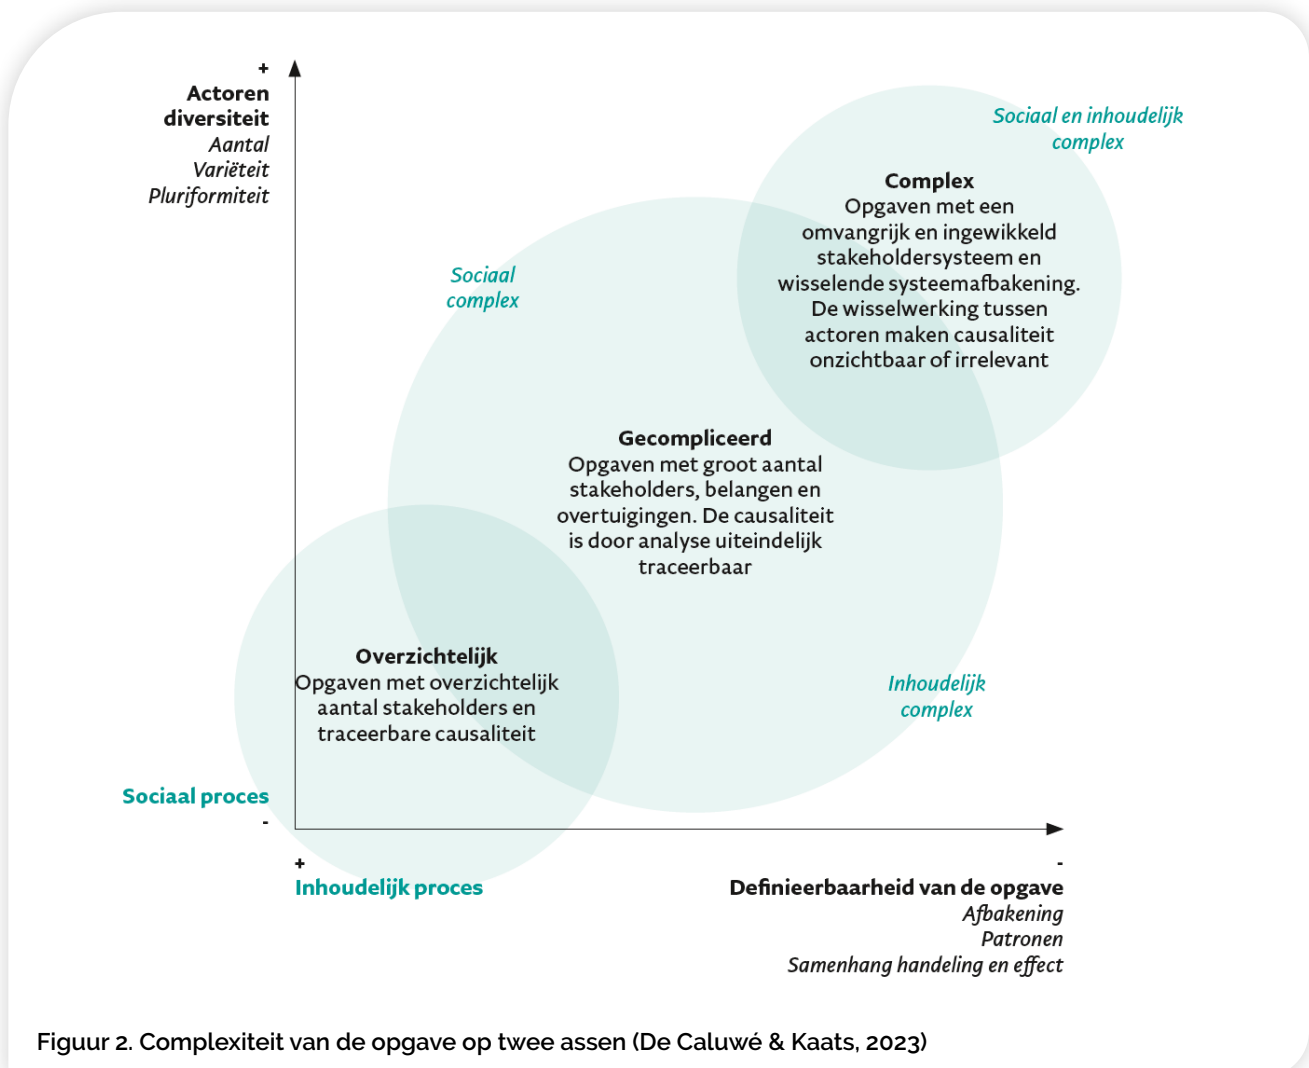 +
Actoren
diversiteit
Aantal
Variëteit
Pluriformiteit
Sociaal en inhoudelijk
complex
Complex
Opgaven met een
omvangrijk en ingewikkeld
stakeholdersysteem en
wisselende systeemafbakening.
De wisselwerking tussen
actoren maken causaliteit
onzichtbaar of irrelevant
Sociaal
complex
Gecompliceerd
Opgaven met groot aantal
stakeholders, belangen en
overtuigingen. De causaliteit
is door analyse uiteindelijk
traceerbaar
Overzichtelijk
Opgaven met overzichtelijk
aantal stakeholders en
traceerbare causaliteit
Inhoudelijk
complex
Sociaal proces
-
+
Inhoudelijk proces
-
Definieerbaarheid van de opgave
Afbakening
Patronen
Samenhang handeling en effect
Figuur 2. Complexiteit van de opgave op twee assen (De Caluwé & Kaats, 2023)